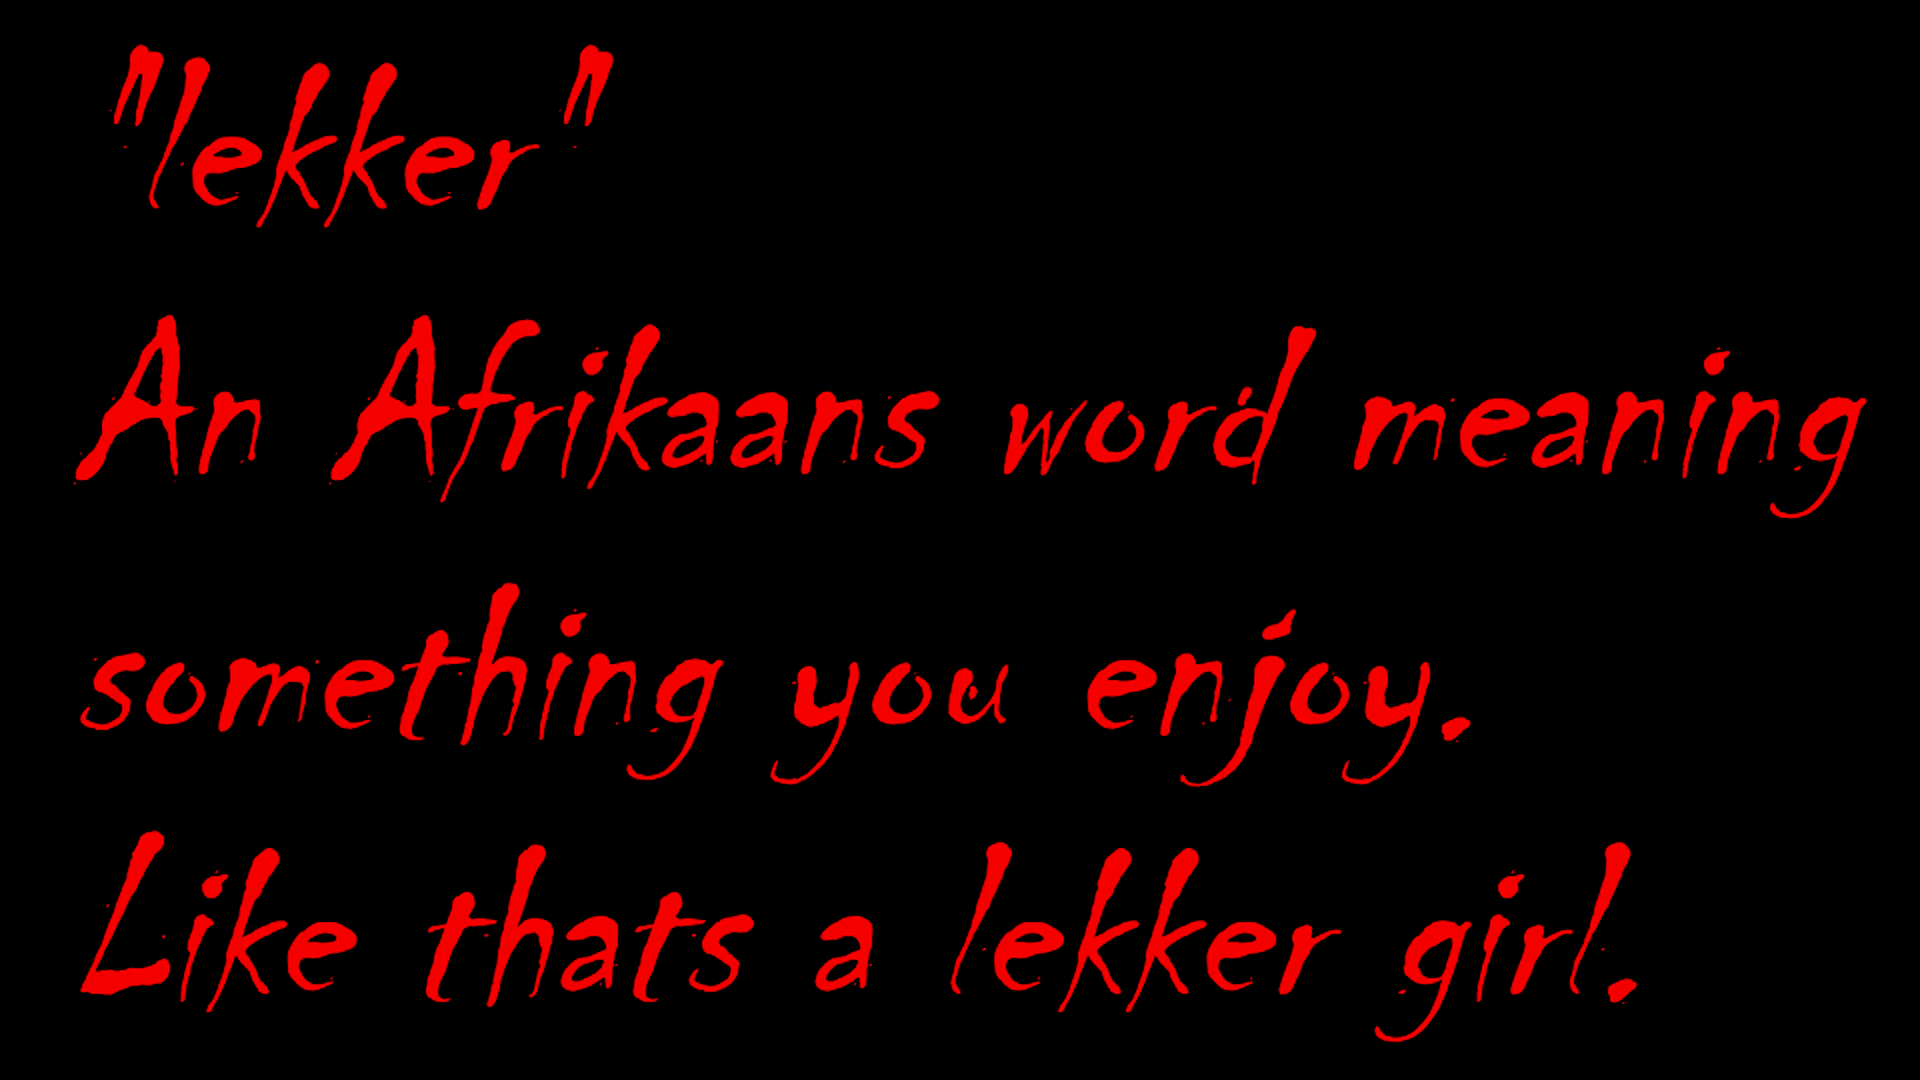 "lekker"
An Afrikaans word meaning
something you enjoy.
Like thats a lekker girl.